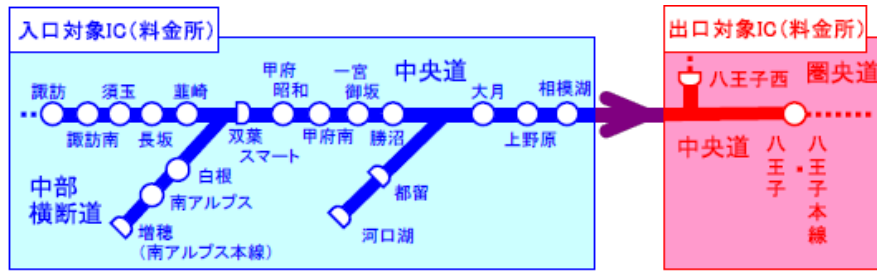 入口対象IC(料金所)
出口対象IC(料金所)
中央道
諏訪
諏訪南
須玉
長坂
韮崎
双葉
スマート
甲府
昭和
甲府南
一宮
御坂
勝沼
大月
上野原
相模湖
中部
横断道
白根
南アルプス
増穂
(南アルプス本線)
都留
河口湖
八王子西
圏央道
中央道
八王子・八王子本線